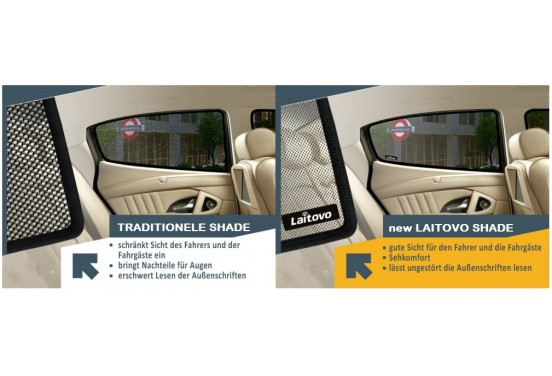 TRADITIONELE SHADE
schränkt Sicht des Fahrers und der
Fahrgäste ein
bringt Nachteile für Augen
erschwert Lesen der Außenschriften
Laitovo
new LAITOVO SHADE
gute Sicht für den Fahrer und die Fahrgäste
Sehkomfort
lässt ungestört die Außenschriften lesen